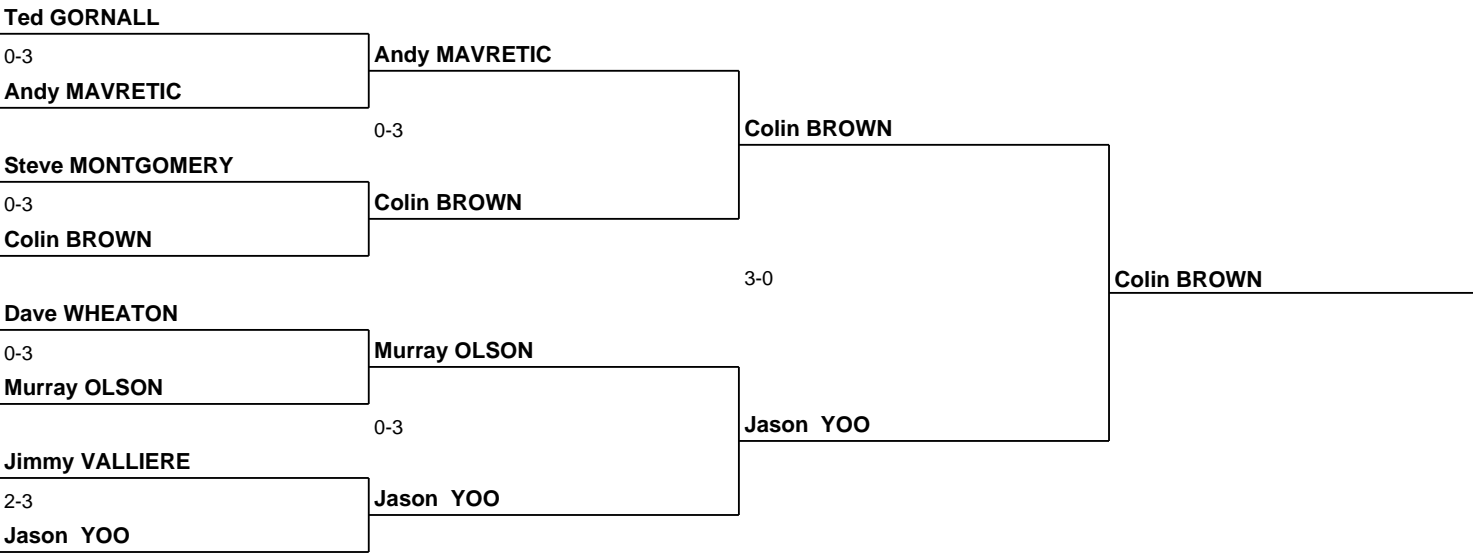 Ted GORNALL
0-3
Andy MAVRETIC
Andy MAVRETIC
0-3
Colin BROWN
Steve MONTGOMERY
0-3
Colin BROWN
Colin BROWN
3-0
Colin BROWN
Dave WHEATON
0-3
Murray OLSON
Murray OLSON
0-3
Jason  YOO
Jimmy VALLIERE
2-3
Jason  YOO
Jason  YOO